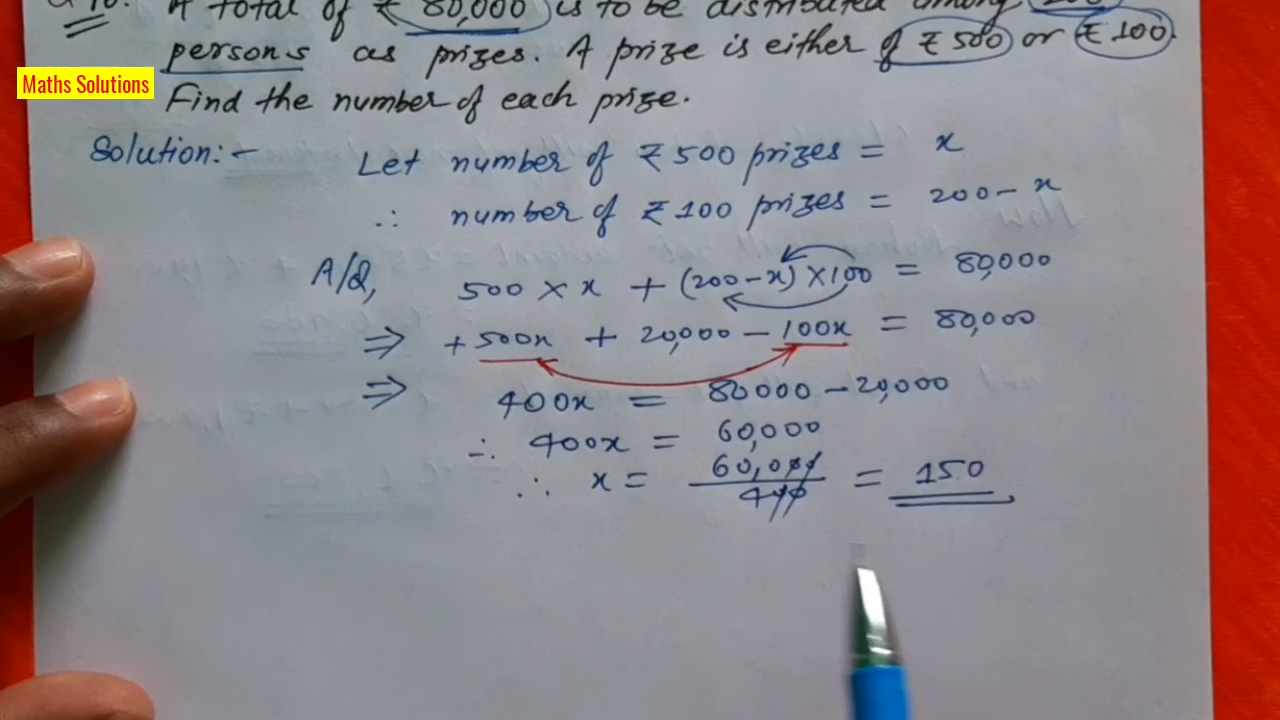 A total of ₹ 80,000 is to be distributed among 200
persons as prizes. A prize is either of ₹ 500 or ₹ 100.
Maths Solutions
Find the number of each prize.
Solution:- Let number of ₹ 500 prizes = x
∴ number of ₹ 100 prizes = 200 - x
A/Q, 500 × x + (200 - x) × 100 = 80,000
⇒ + 500x + 20,000 - 100x = 80,000
⇒ 400x = 80000 - 20,000
∴ 400x = 60,000
∴ x = 60,000/400 = 150